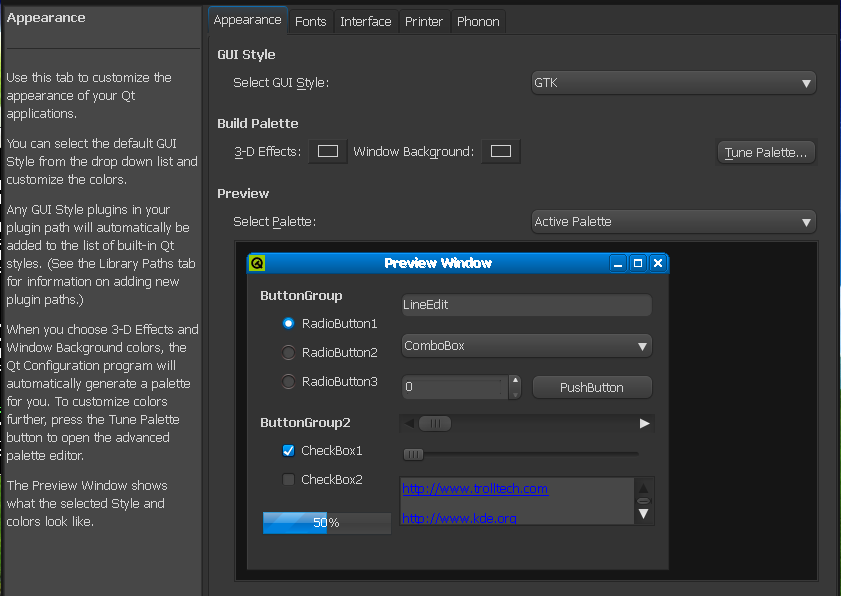 Appearance
Use this tab to customize the
appearance of your Qt
applications.
You can select the default GUI
Style from the drop down list and
customize the colors.
Any GUI Style plugins in your
plugin path will automatically be
added to the list of built-in Qt
styles. (See the Library Paths tab
for information on adding new
plugin paths.)
When you choose 3-D Effects and
Window Background colors, the
Qt Configuration program will
automatically generate a palette
for you. To customize colors
further, press the Tune Palette
button to open the advanced
palette editor.
The Preview Window shows
what the selected Style and
colors look like.
Appearance Fonts Interface Printer Phonon
GUI Style
Select GUI Style: GTK
Build Palette
3-D Effects: Window Background: Tune Palette...
Preview
Select Palette: Active Palette
Preview Window
ButtonGroup
RadioButton1
RadioButton2
RadioButton3
ButtonGroup2
CheckBox1
CheckBox2
50%
LineEdit
ComboBox
0 PushButton
http://www.trolltech.com
http://www.kde.org